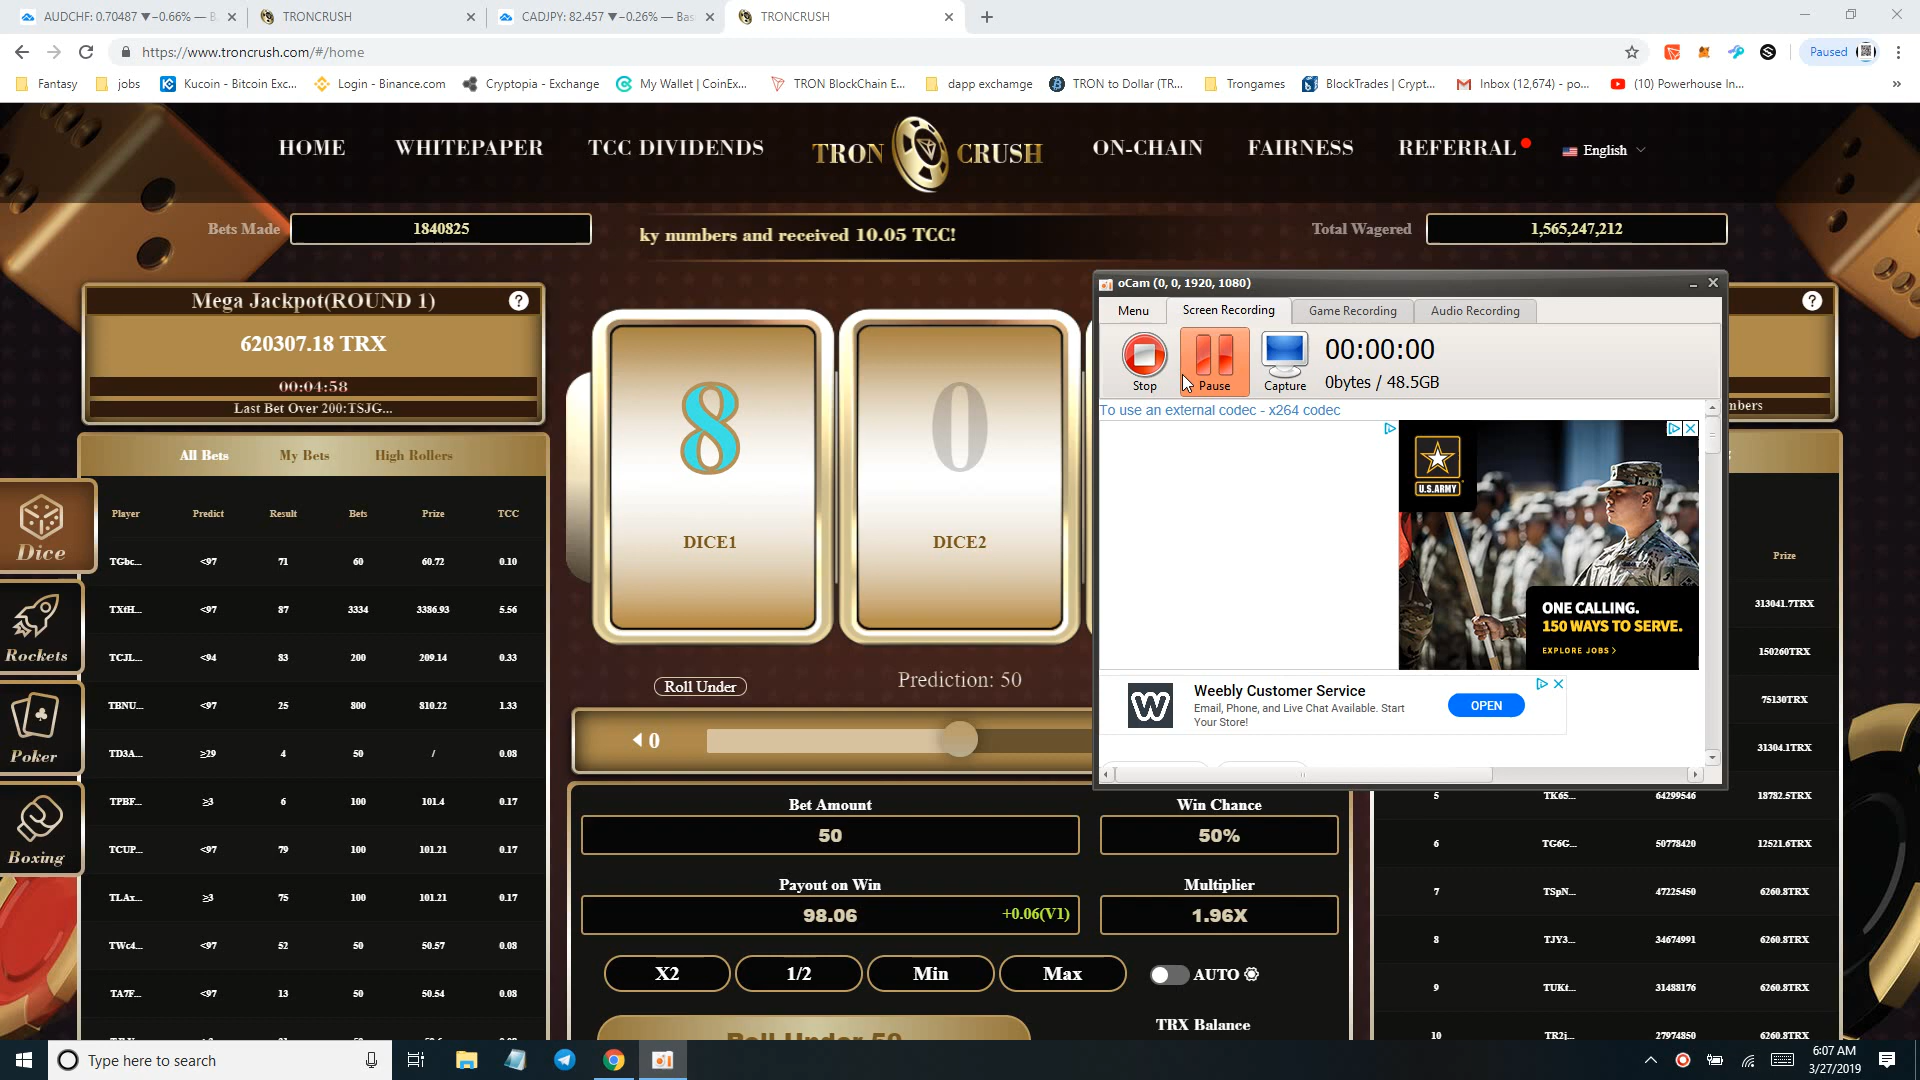 AUDCHF: 0.70487 ▼−0.66% — B
TRONCRUSH
CADJPY: 82.457 ▼−0.26% — Bas
TRONCRUSH
https://www.troncrush.com/#/home
Paused
Fantasy
jobs
Kucoin - Bitcoin Exc...
Login - Binance.com
Cryptopia - Exchange
My Wallet | CoinEx...
TRON BlockChain E...
dapp exchamge
TRON to Dollar (TR...
Trongames
BlockTrades | Crypt...
Inbox (12,674) - po...
(10) Powerhouse In...
HOME
WHITEPAPER
TCC DIVIDENDS
TRON CRUSH
ON-CHAIN
FAIRNESS
REFERRAL
English
Bets Made
1840825
ky numbers and received 10.05 TCC!
Total Wagered
1,565,247,212
Mega Jackpot(ROUND 1)
?
620307.18 TRX
00:04:58
Last Bet Over 200:TSJG...
All Bets
My Bets
High Rollers
Player Predict Result Bets Prize TCC
TGbc... <97 71 60 60.72 0.10
TXfH... <97 87 3334 3386.93 5.56
TCJL... <94 83 200 209.14 0.33
TBNU... <97 25 800 810.22 1.33
TD3A... ≥29 4 50 / 0.08
TPBF... ≥3 6 100 101.4 0.17
TCUP... <97 79 100 101.21 0.17
TLAx... ≥3 75 100 101.21 0.17
TWc4... <97 52 50 50.57 0.08
TA7F... <97 13 50 50.54 0.08
Dice
Rockets
Poker
Boxing
8
DICE1
0
DICE2
Roll Under
Prediction: 50
0
Bet Amount
50
Win Chance
50%
Payout on Win
98.06
+0.06(V1)
Multiplier
1.96X
X2
1/2
Min
Max
AUTO
Roll Under 50
TRX Balance
oCam (0, 0, 1920, 1080)
Menu
Screen Recording
Game Recording
Audio Recording
Stop
Pause
Capture
00:00:00
0bytes / 48.5GB
To use an external codec - x264 codec
U.S.ARMY
ONE CALLING.
150 WAYS TO SERVE.
EXPLORE JOBS >
Weebly Customer Service
Email, Phone, and Live Chat Available. Start
Your Store!
OPEN
?
mbers
Prize
313041.7TRX
150260TRX
75130TRX
31304.1TRX
5 TK65... 64299546 18782.5TRX
6 TG6G... 50778420 12521.6TRX
7 TSpN... 47225450 6260.8TRX
8 TJY3... 34674991 6260.8TRX
9 TUKt... 31488176 6260.8TRX
10 TR2j... 27974850 6260.8TRX
Type here to search
6:07 AM
3/27/2019